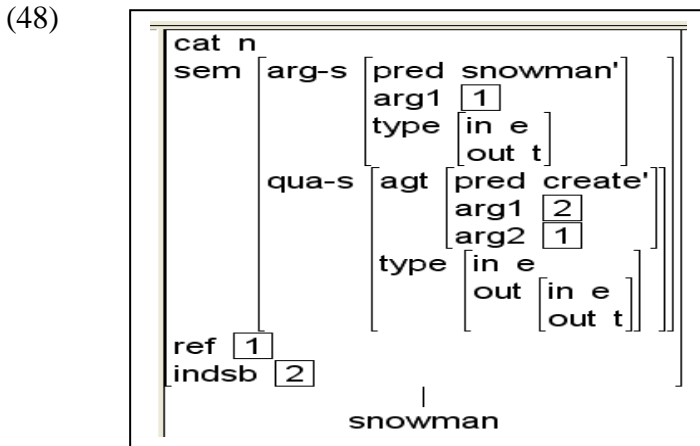 (48)
cat n
sem arg-s pred snowman'
arg1 1
type in e
out t
qua-s agt pred create'
arg1 2
arg2 1
type in e
out in e
out t
ref 1
indsb 2
snowman